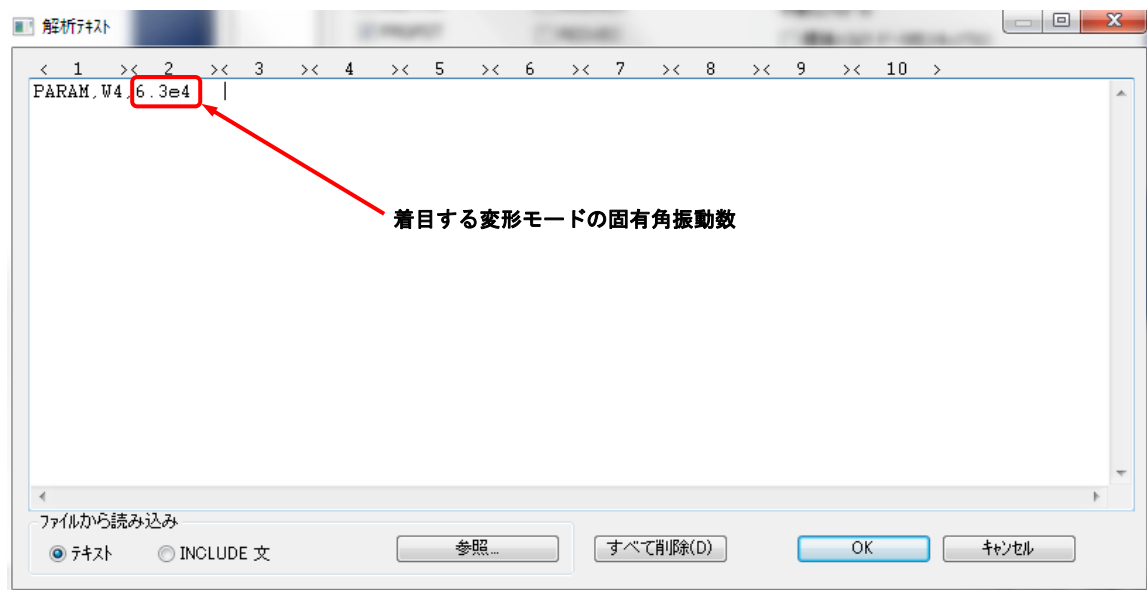 解析テキスト
< 1 >< 2 >< 3 >< 4 >< 5 >< 6 >< 7 >< 8 >< 9 >< 10 >
PARAM,W4,6.3e4
着目する変形モードの固有角振動数
ファイルから読み込み
テキスト INCLUDE 文 参照... すべて削除(D) OK キャンセル